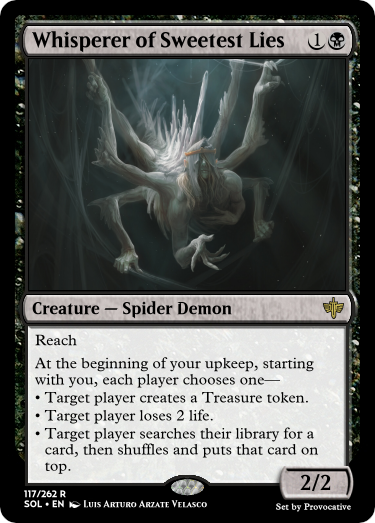 Whisperer of Sweetest Lies 1
Creature — Spider Demon
Reach
At the beginning of your upkeep, starting
with you, each player chooses one—
• Target player creates a Treasure token.
• Target player loses 2 life.
• Target player searches their library for a
card, then shuffles and puts that card on
top.
2/2
117/262 R
SOL • EN Luis Arturo Arzate Velasco
Set by Provocative